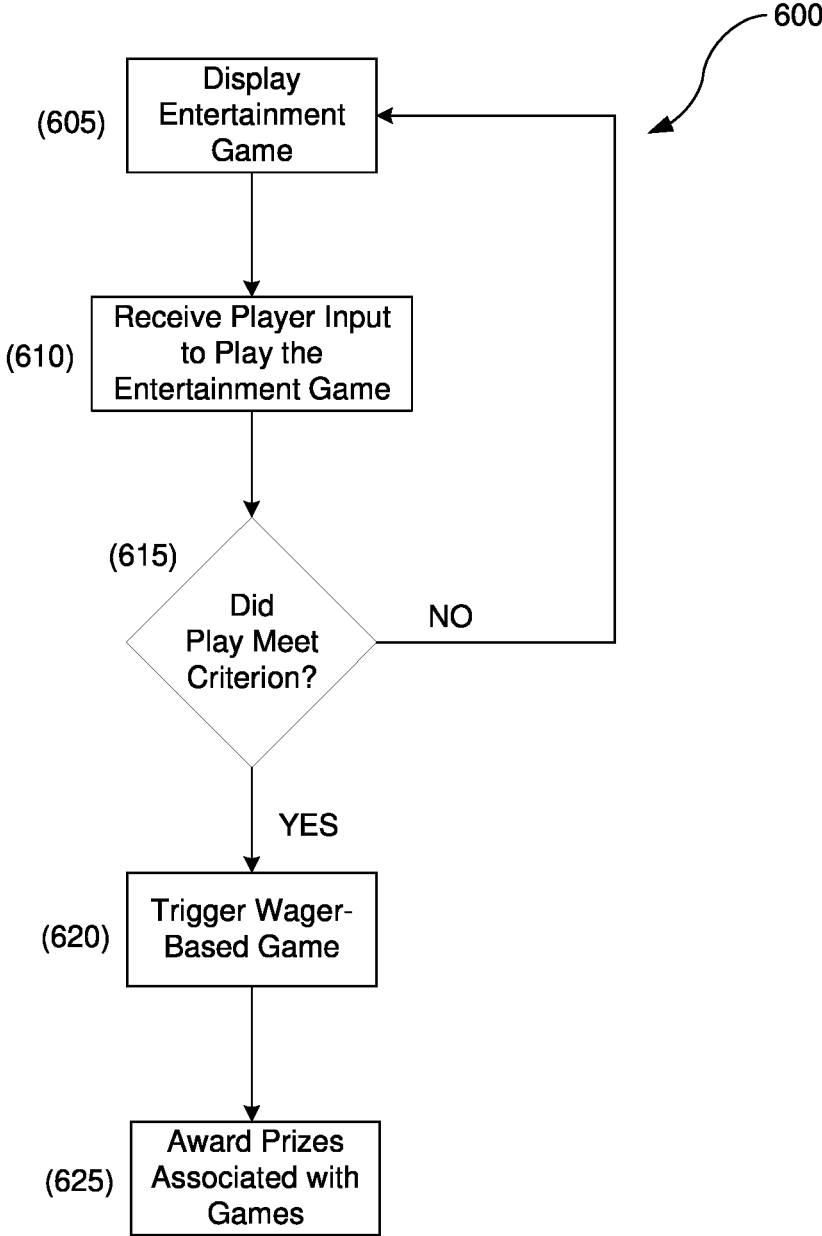 600
Display
Entertainment
Game
(605)
Receive Player Input
to Play the
Entertainment Game
(610)
(615)
Did
Play Meet
Criterion?
NO
YES
Trigger Wager-
Based Game
(620)
Award Prizes
Associated with
Games
(625)